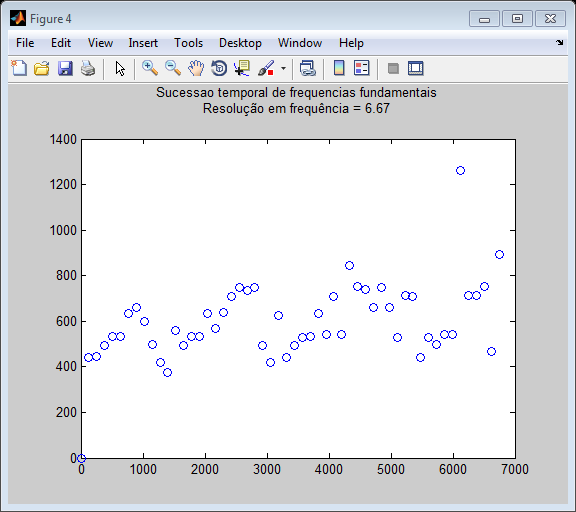 Figure 4
File Edit View Insert Tools Desktop Window Help
Sucessao temporal de frequencias fundamentais
Resolução em frequência = 6.67
1400
1200
1000
800
600
400
200
0
0 1000 2000 3000 4000 5000 6000 7000